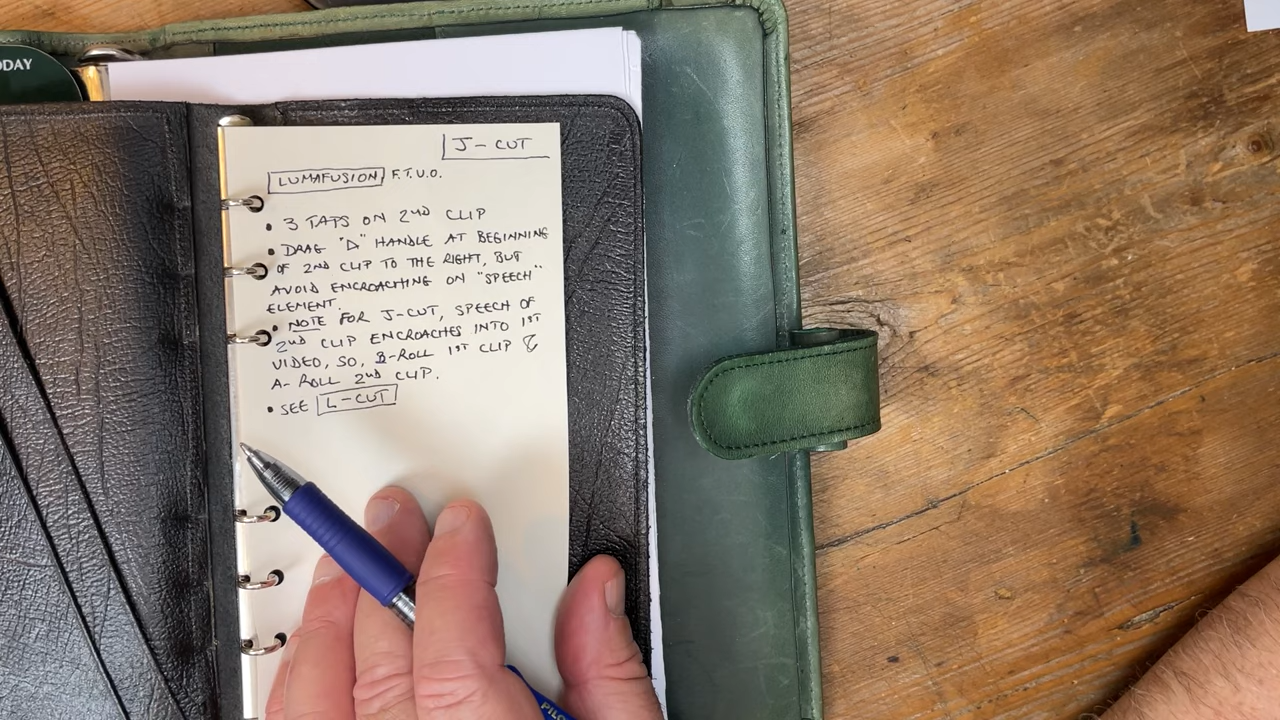 ODAY
J-CUT
LUMAFUSION F.T.U.O.
• 3 TAPS ON 2ND CLIP
• DRAG "D" HANDLE AT BEGINNING
OF 2ND CLIP TO THE RIGHT, BUT
AVOID ENCROACHING ON "SPEECH"
ELEMENT.
• NOTE FOR J-CUT, SPEECH OF
2ND CLIP ENCROACHES INTO 1ST
VIDEO, SO, B-ROLL 1ST CLIP &
A-ROLL 2ND CLIP.
• SEE L-CUT
PILO